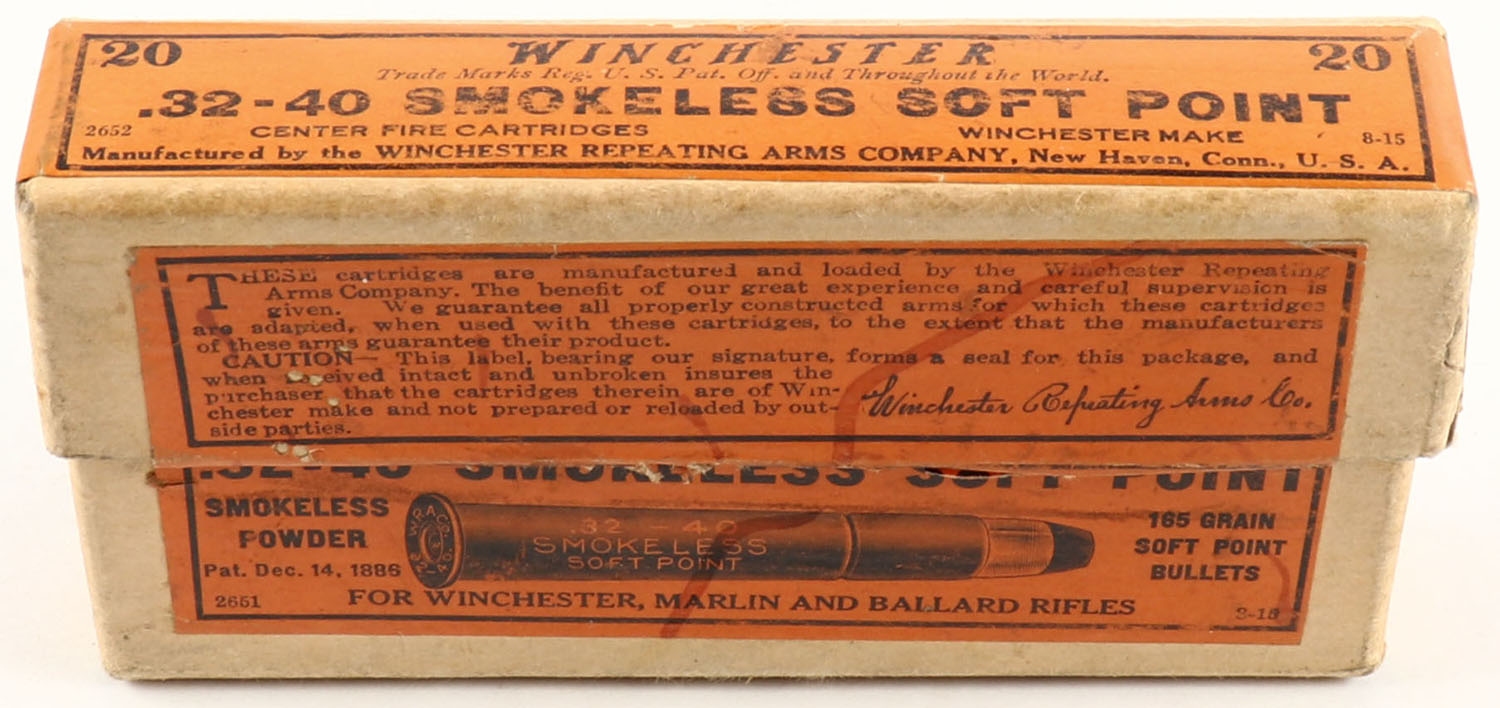 20 WINCHESTER 20
Trade Marks Reg. U. S. Pat. Off. and Throughout the World.
.32-40 SMOKELESS SOFT POINT
2652 CENTER FIRE CARTRIDGES WINCHESTER MAKE 8-15
Manufactured by the WINCHESTER REPEATING ARMS COMPANY, New Haven, Conn., U. S. A.
THESE cartridges are manufactured and loaded by the Winchester Repeating
Arms Company. The benefit of our great experience and careful supervision is
given. We guarantee all properly constructed arms for which these cartridges
are adapted, when used with these cartridges, to the extent that the manufacturers
of these arms guarantee their product.
CAUTION— This label, bearing our signature, forms a seal for this package, and
when received intact and unbroken insures the
purchaser that the cartridges therein are of Win-
chester make and not prepared or reloaded by out-
side parties.
Winchester Repeating Arms Co.
.32-40 SMOKELESS SOFT POINT
SMOKELESS
POWDER
Pat. Dec. 14, 1886
2651
W.R.A.CO.
32-40
.32-40
SMOKELESS
SOFT POINT
165 GRAIN
SOFT POINT
BULLETS
FOR WINCHESTER, MARLIN AND BALLARD RIFLES